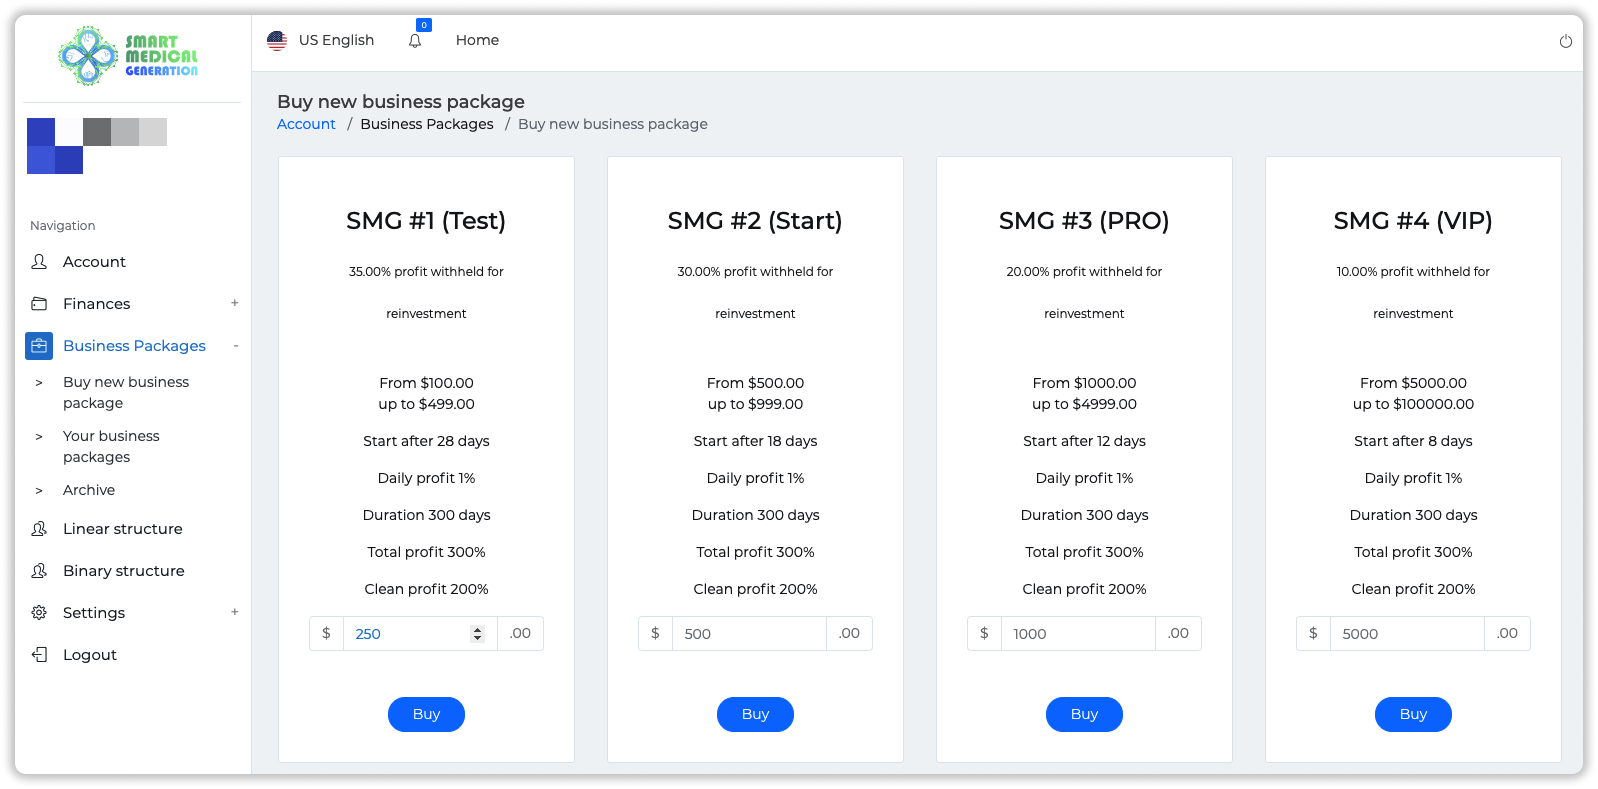 SMART
MEDICAL
GENERATION
US English
0
Home
Navigation
Account
Finances +
Business Packages -
> Buy new business
package
> Your business
packages
> Archive
Linear structure
Binary structure
Settings +
Logout
Buy new business package
Account / Business Packages / Buy new business package
SMG #1 (Test)
35.00% profit withheld for
reinvestment
From $100.00
up to $499.00
Start after 28 days
Daily profit 1%
Duration 300 days
Total profit 300%
Clean profit 200%
$ 250 .00
Buy
SMG #2 (Start)
30.00% profit withheld for
reinvestment
From $500.00
up to $999.00
Start after 18 days
Daily profit 1%
Duration 300 days
Total profit 300%
Clean profit 200%
$ 500 .00
Buy
SMG #3 (PRO)
20.00% profit withheld for
reinvestment
From $1000.00
up to $4999.00
Start after 12 days
Daily profit 1%
Duration 300 days
Total profit 300%
Clean profit 200%
$ 1000 .00
Buy
SMG #4 (VIP)
10.00% profit withheld for
reinvestment
From $5000.00
up to $100000.00
Start after 8 days
Daily profit 1%
Duration 300 days
Total profit 300%
Clean profit 200%
$ 5000 .00
Buy